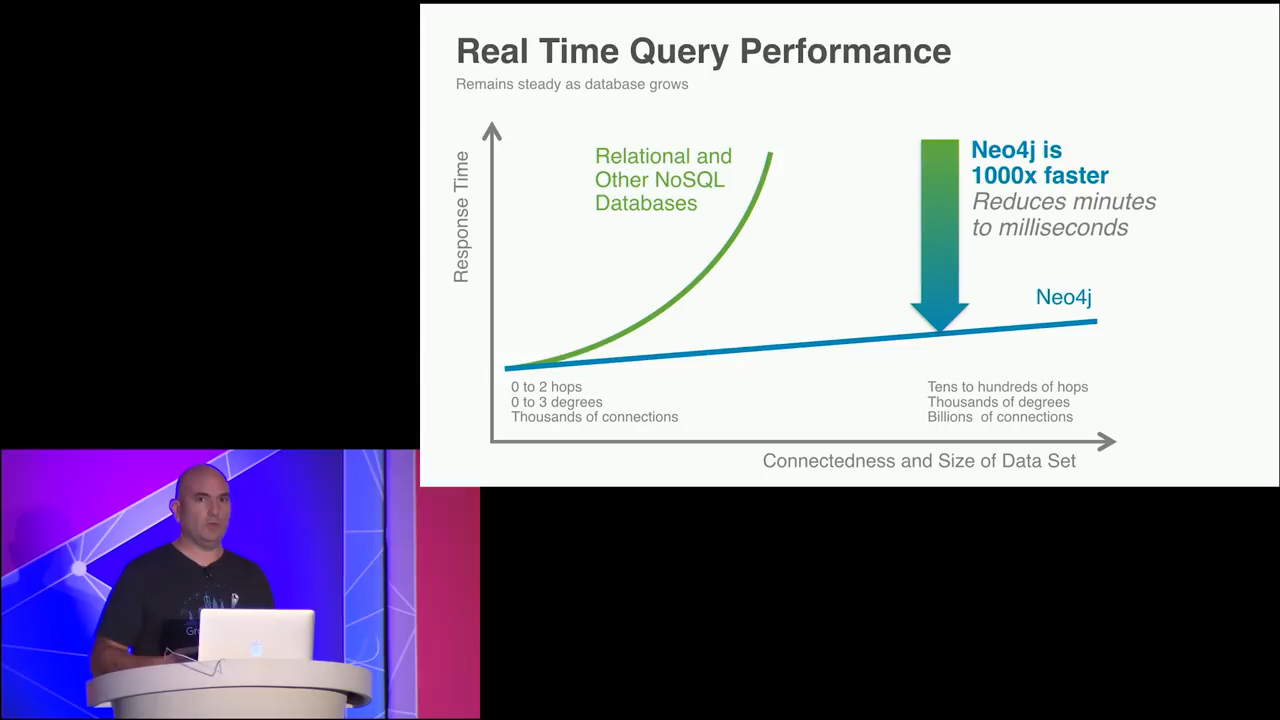 Real Time Query Performance
Remains steady as database grows
Response Time
Relational and
Other NoSQL
Databases
Neo4j is
1000x faster
Reduces minutes
to milliseconds
Neo4j
0 to 2 hops
0 to 3 degrees
Thousands of connections
Tens to hundreds of hops
Thousands of degrees
Billions of connections
Connectedness and Size of Data Set